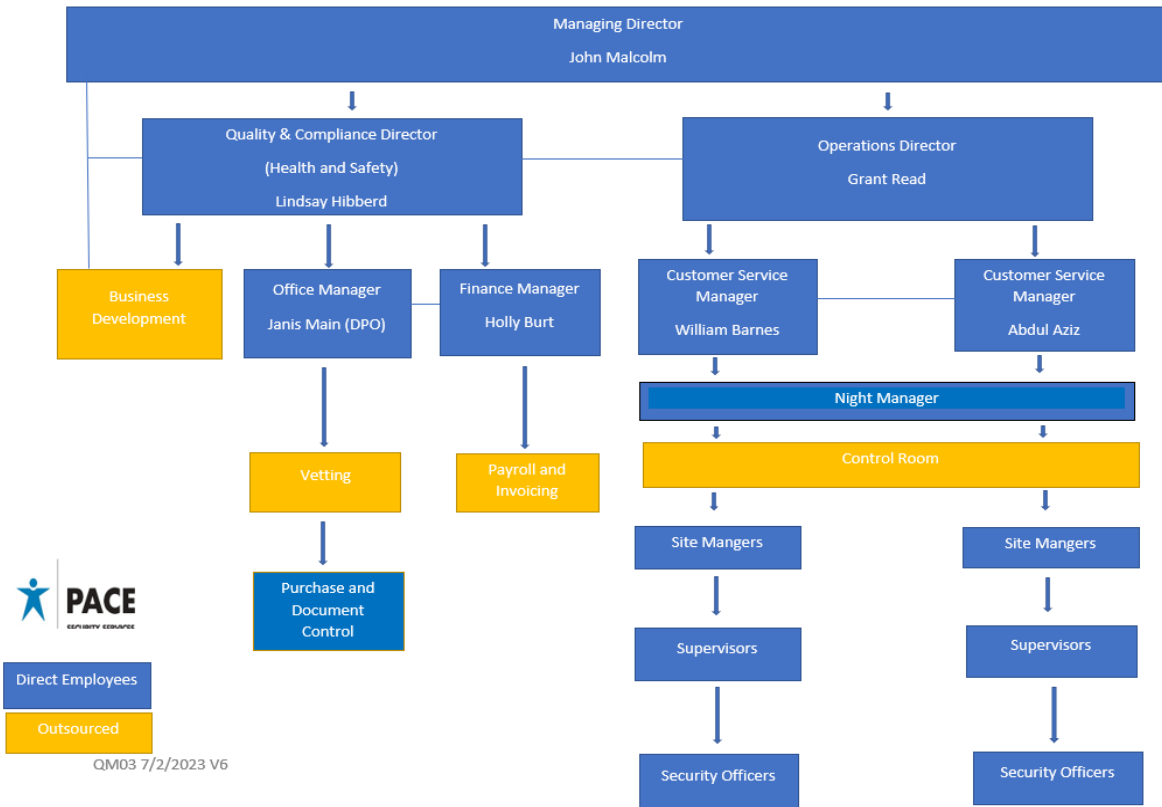 Managing Director
John Malcolm
Quality & Compliance Director
(Health and Safety)
Lindsay Hibberd
Operations Director
Grant Read
Business
Development
Office Manager
Janis Main (DPO)
Finance Manager
Holly Burt
Customer Service
Manager
William Barnes
Customer Service
Manager
Abdul Aziz
Night Manager
Control Room
Vetting
Payroll and
Invoicing
Site Mangers
Site Mangers
Purchase and
Document
Control
PACE
SECURITY SERVICES
Supervisors
Supervisors
Direct Employees
Outsourced
QM03 7/2/2023 V6
Security Officers
Security Officers